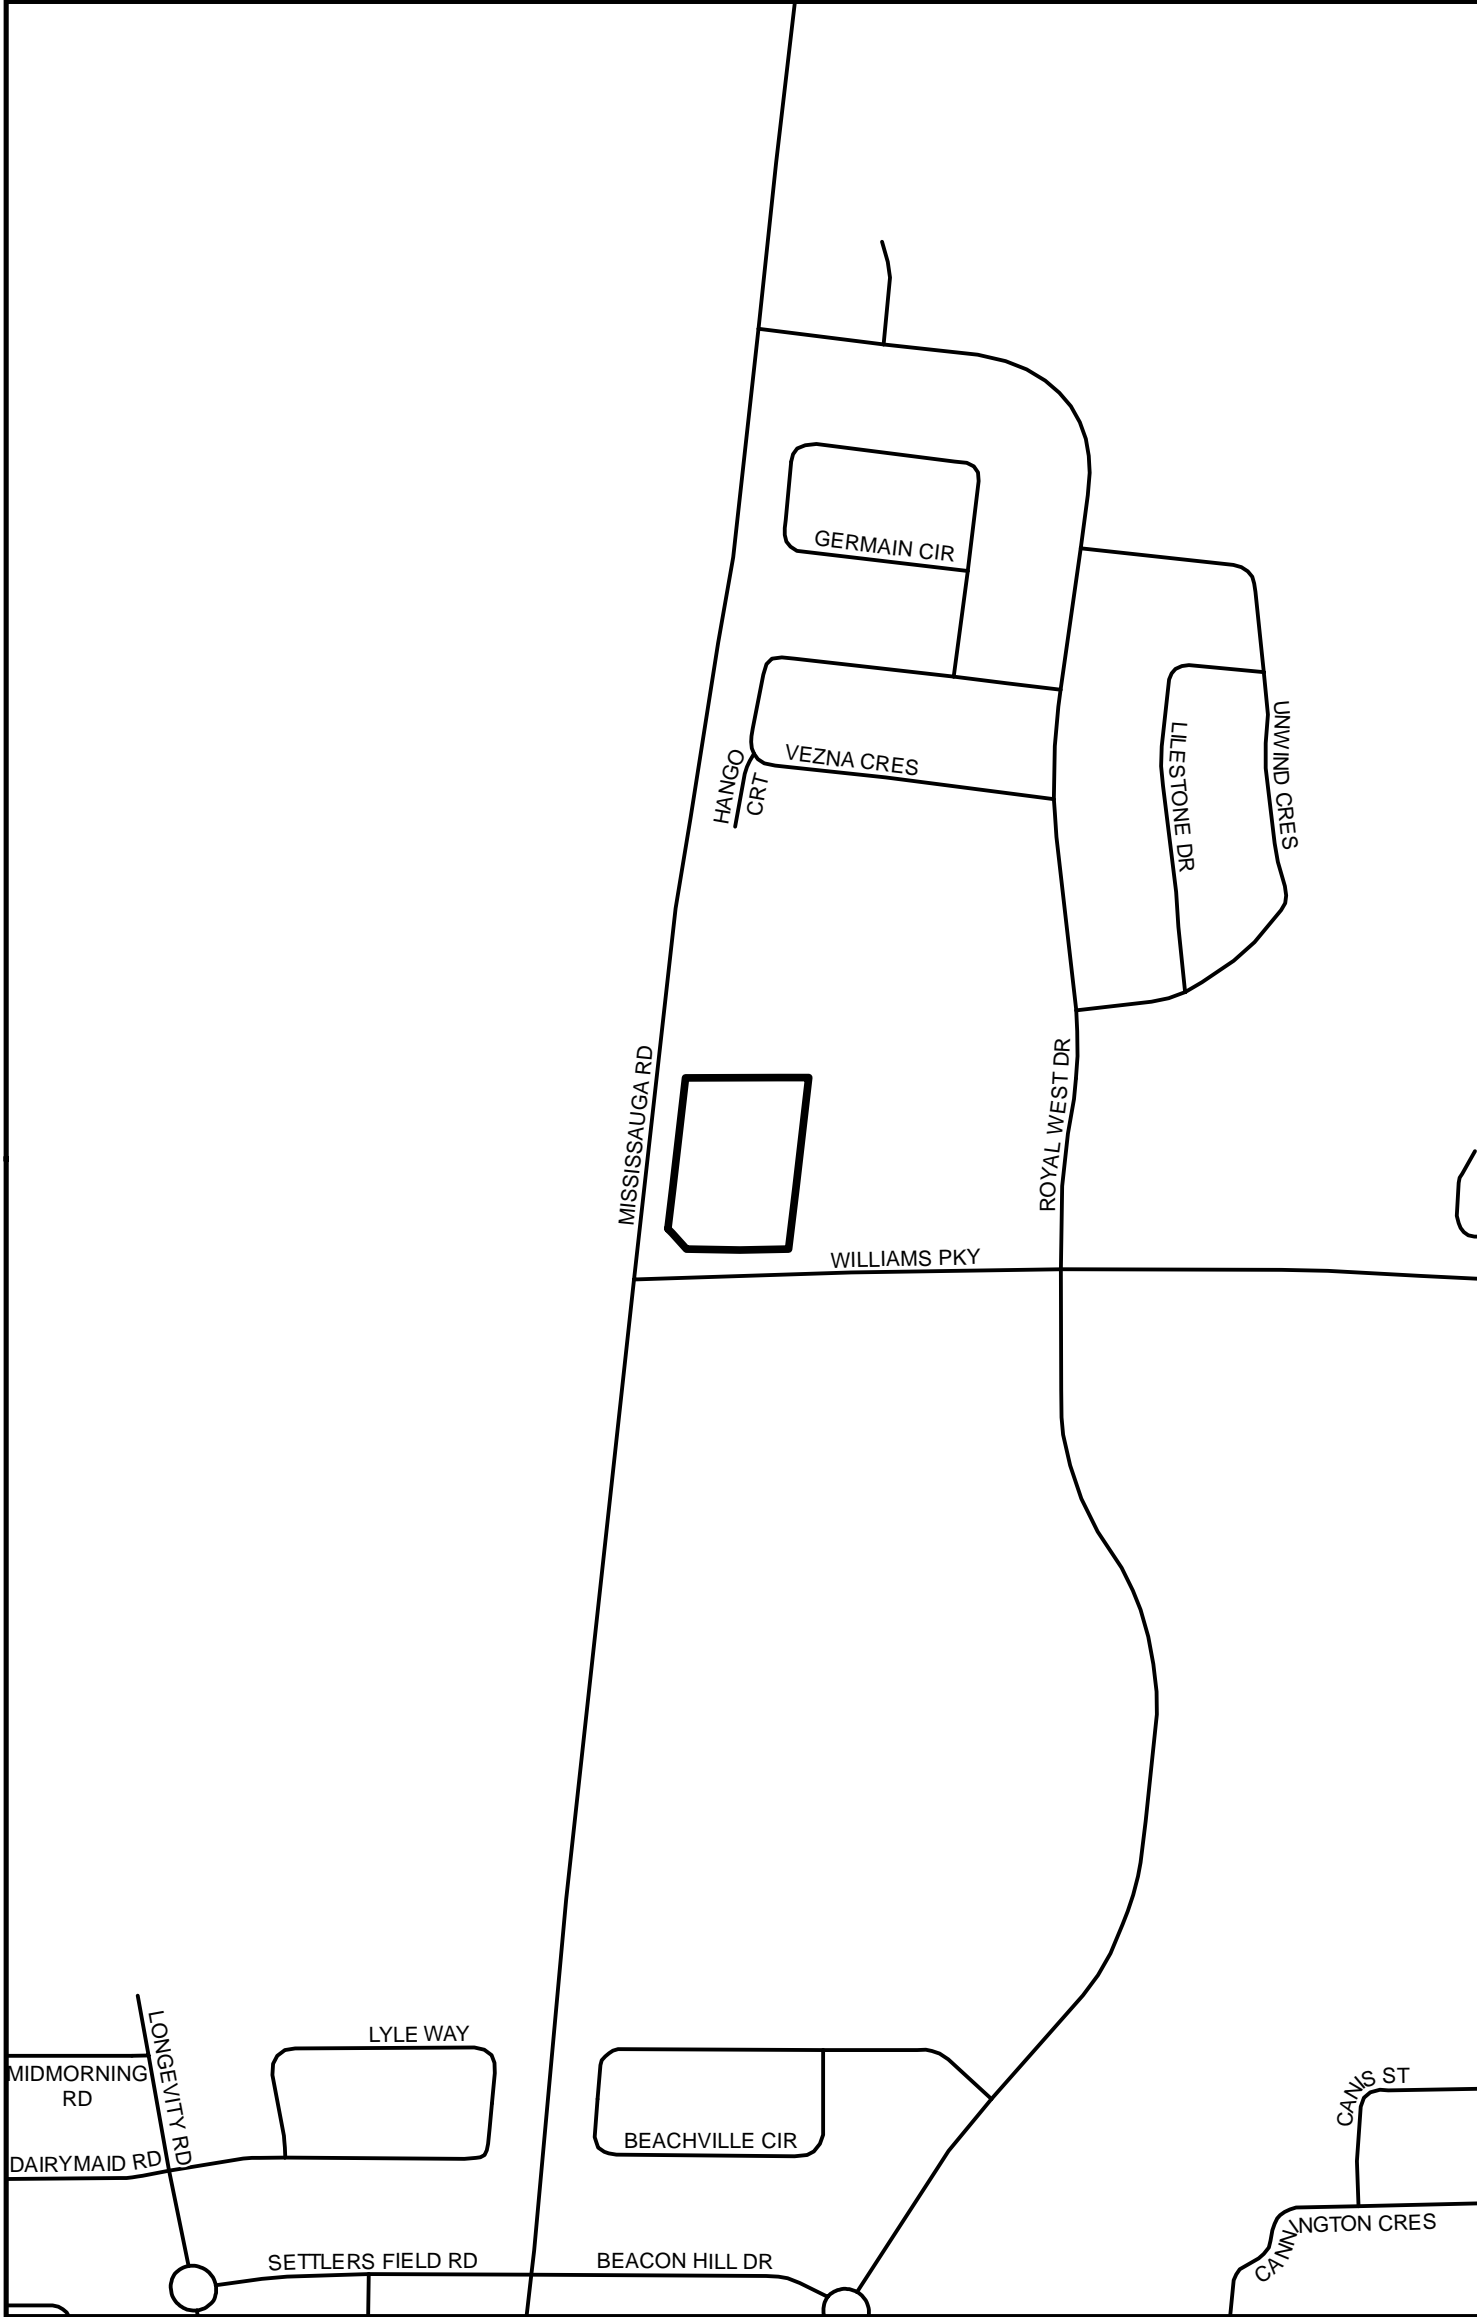 GERMAIN CIR
UNWIND CRES
LILESTONE DR
VEZNA CRES
HANGO
CRT
MISSISSAUGA RD
ROYAL WEST DR
WILLIAMS PKY
LONGEVITY RD
LYLE WAY
MIDMORNING
RD
CANIS ST
BEACHVILLE CIR
DAIRYMAID RD
CANNINGTON CRES
SETTLERS FIELD RD
BEACON HILL DR